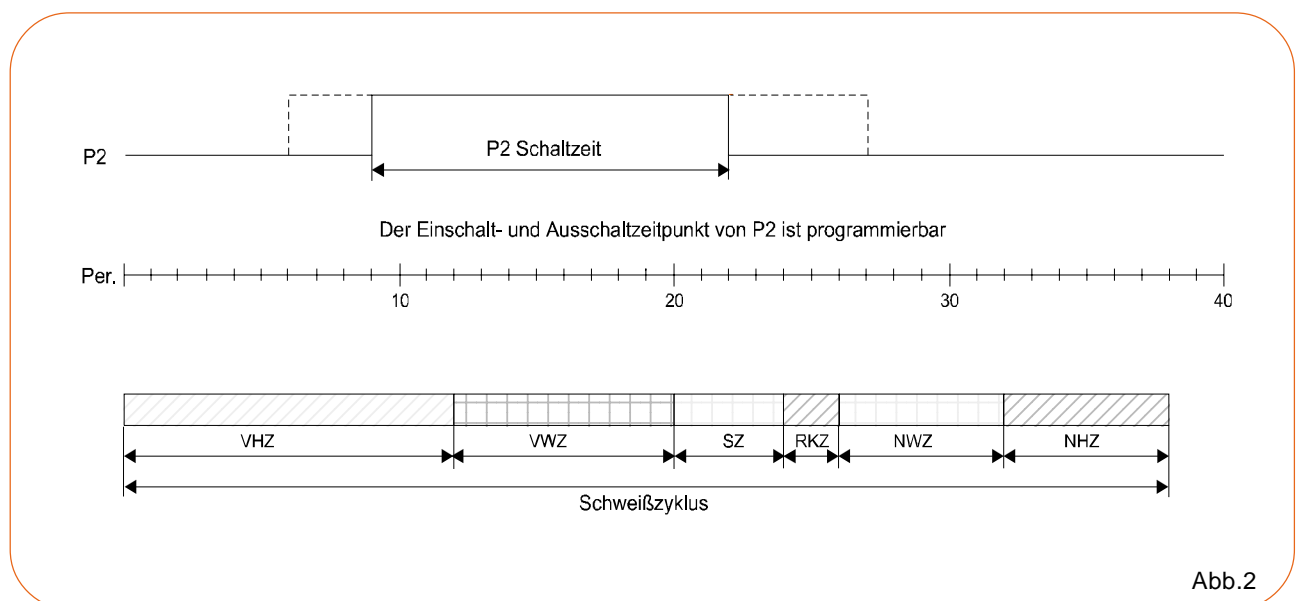 P2 Schaltzeit
P2
Der Einschalt- und Ausschaltzeitpunkt von P2 ist programmierbar
Per.
10 20 30 40
VHZ VWZ SZ RKZ NWZ NHZ
Schweißzyklus
Abb.2